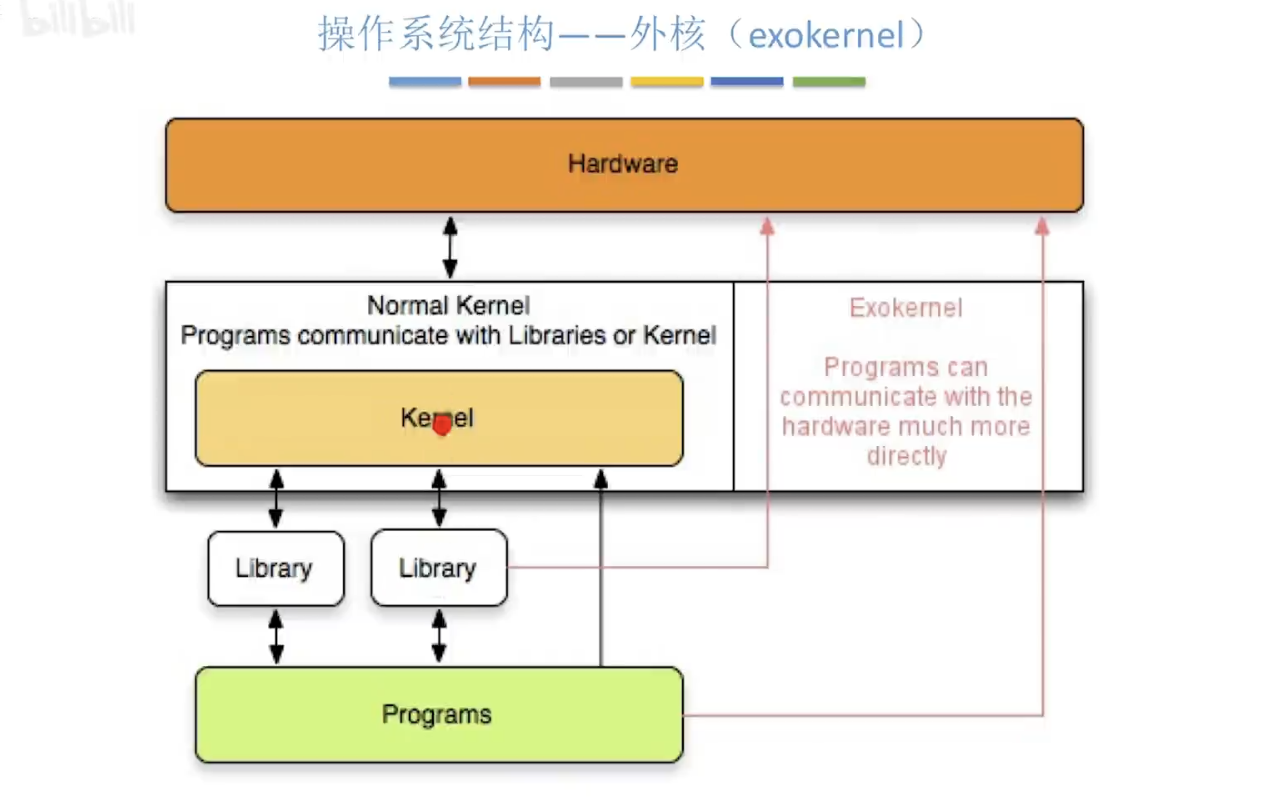 bilibili
操作系统结构——外核（exokernel）
Hardware
Normal Kernel
Programs communicate with Libraries or Kernel
Kernel
Exokernel
Programs can
communicate with the
hardware much more
directly
Library
Library
Programs